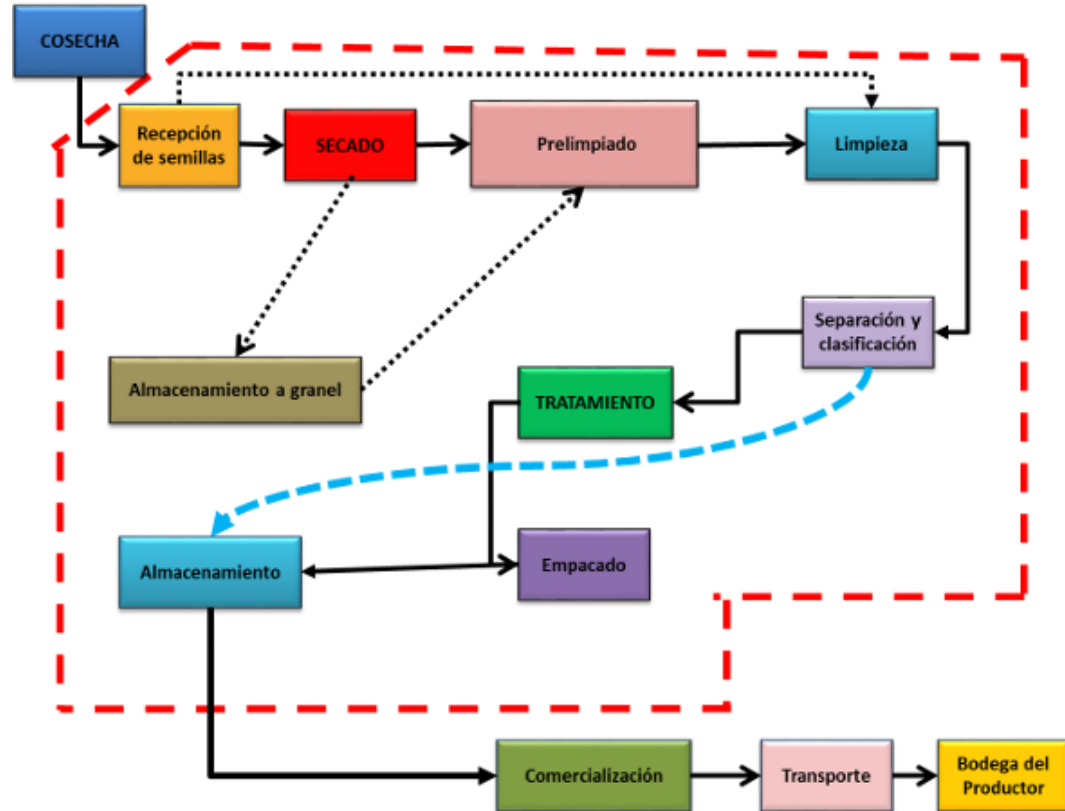 COSECHA
Recepción
de semillas
SECADO
Prelimpiado
Limpieza
Separación y
clasificación
Almacenamiento a granel
TRATAMIENTO
Almacenamiento
Empacado
Comercialización
Transporte
Bodega del
Productor